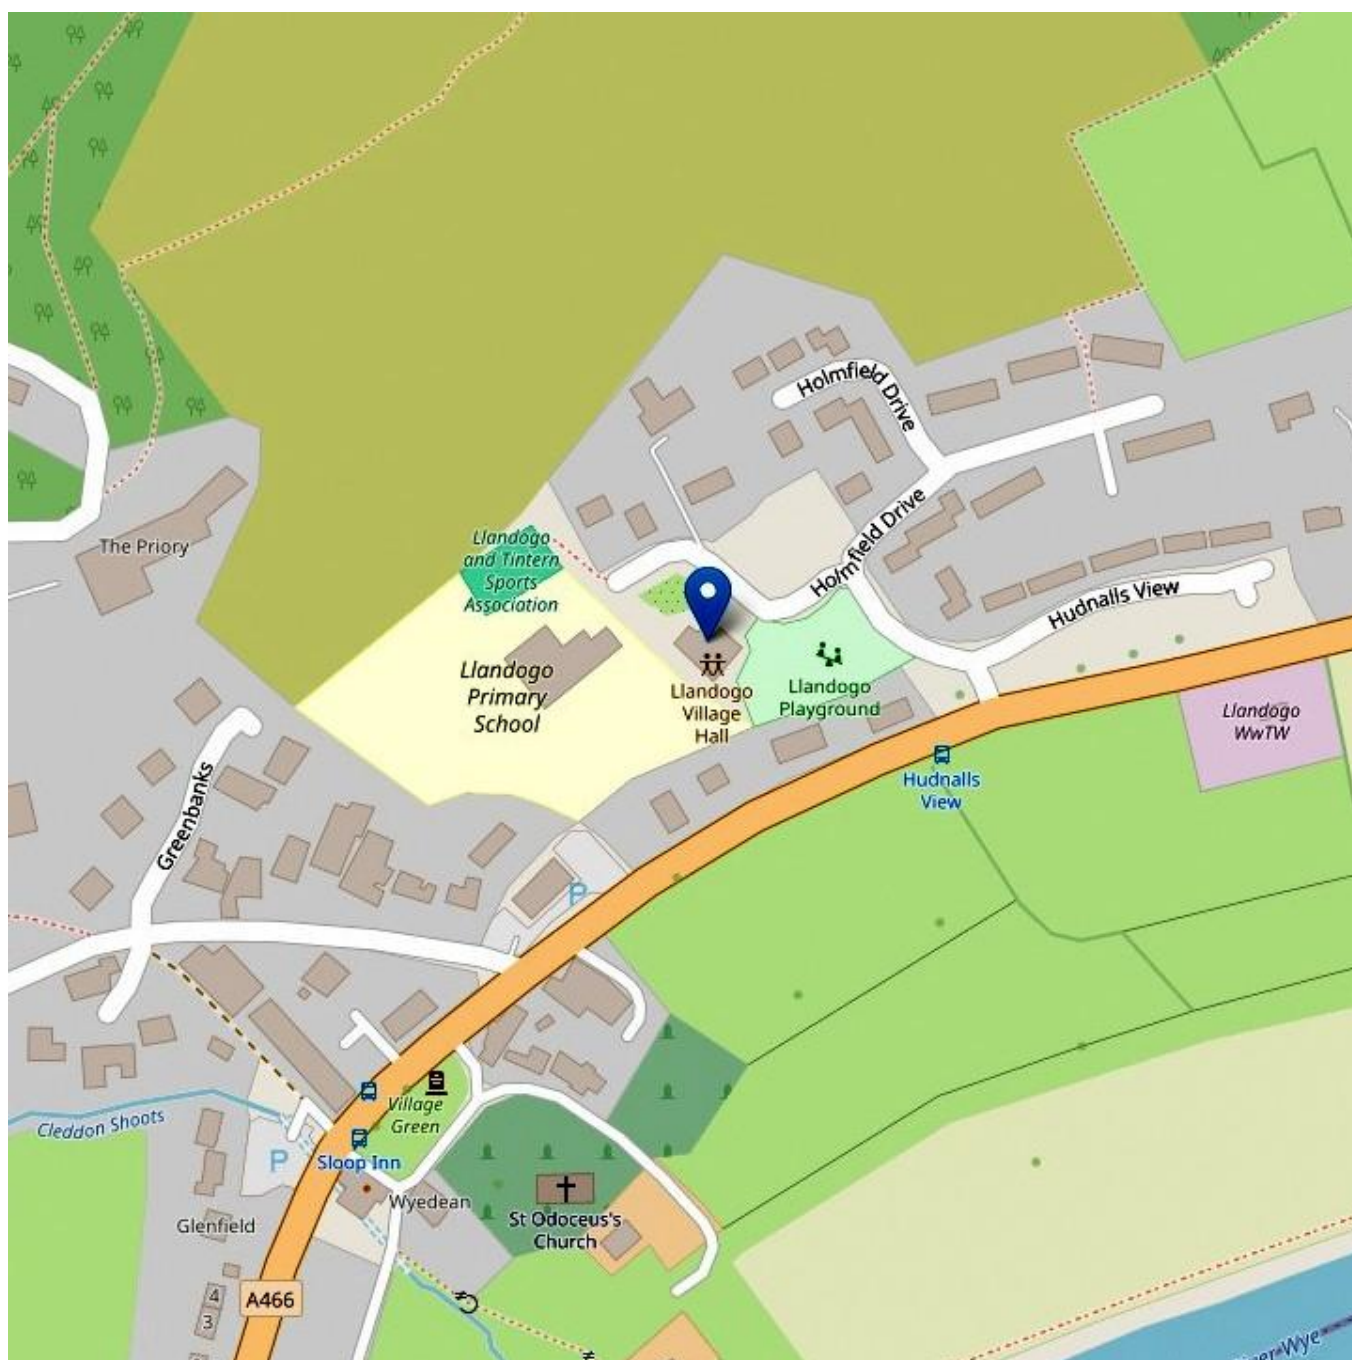 Holmfield Drive
Holmfield Drive
The Priory
Llandogo
and Tintern
Sports
Association
Hudnalls View
Llandogo
Primary
School
Llandogo
Village
Hall
Llandogo
Playground
Llandogo
WwTW
Hudnalls
View
Greenbanks
P
Village
Green
Cleddon Shoots
P
Sloop Inn
Wyedean
Glenfield
St Odoceus's
Church
4
3
A466
Wye